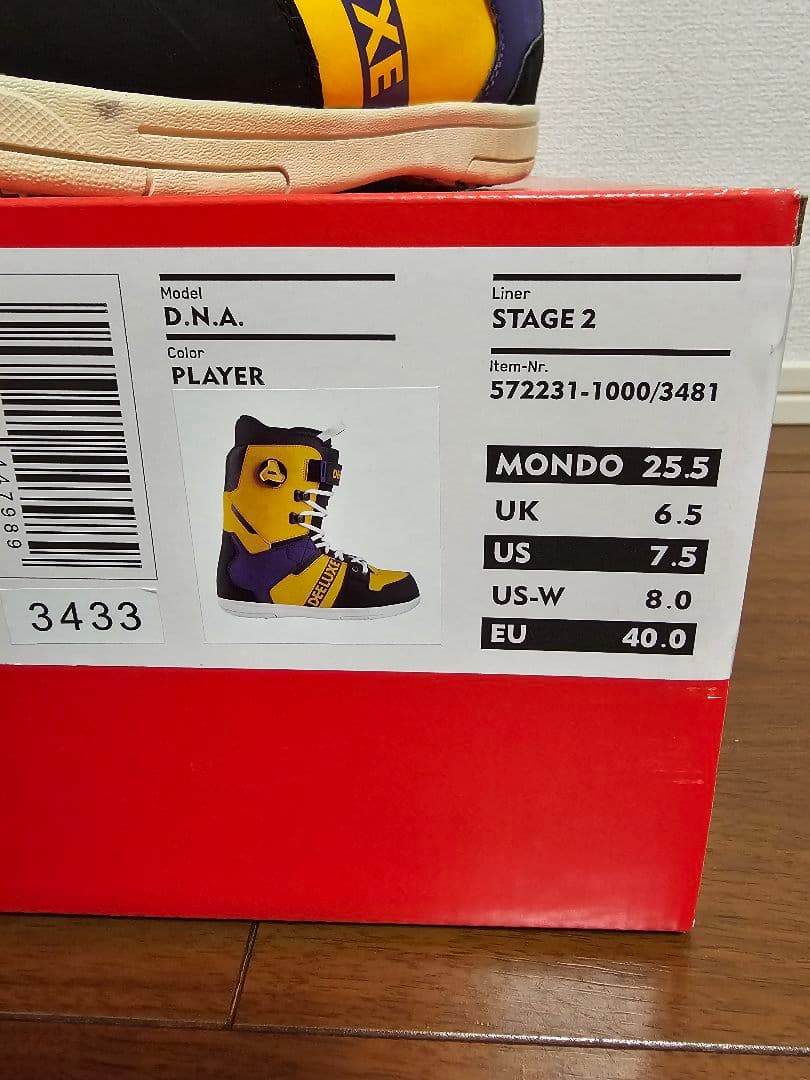 XE
Model
D.N.A.
Color
PLAYER
DEELUXE
3433
Liner
STAGE 2
Item-Nr.
572231-1000/3481
MONDO 25.5
UK 6.5
US 7.5
US-W 8.0
EU 40.0